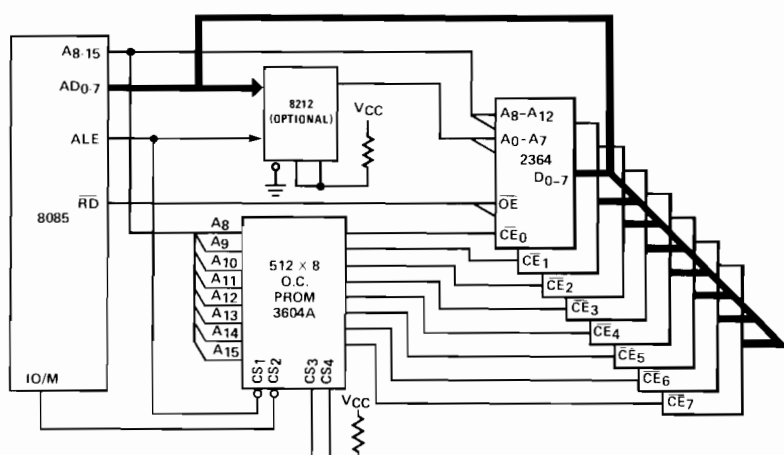 A8-15
AD0-7
ALE
RD
8085
IO/M
8212
(OPTIONAL)
VCC
A8
A9
A10
A11
A12
A13
A14
A15
512 × 8
O.C.
PROM
3604A
CS1
CS2
CS3
CS4
VCC
A8–A12
A0–A7
2364
D0-7
OE
CE0
CE1
CE2
CE3
CE4
CE5
CE6
CE7